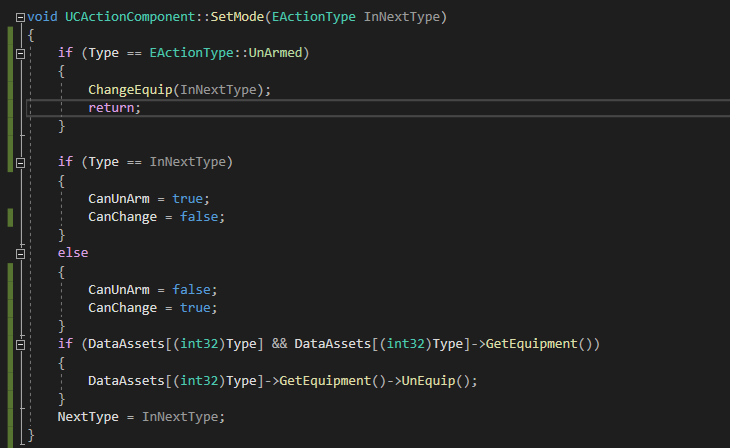 void UCActionComponent::SetMode(EActionType InNextType)
{
    if (Type == EActionType::UnArmed)
    {
        ChangeEquip(InNextType);
        return;
    }

    if (Type == InNextType)
    {
        CanUnArm = true;
        CanChange = false;
    }
    else
    {
        CanUnArm = false;
        CanChange = true;
    }
    if (DataAssets[(int32)Type] && DataAssets[(int32)Type]->GetEquipment())
    {
        DataAssets[(int32)Type]->GetEquipment()->UnEquip();
    }
    NextType = InNextType;
}